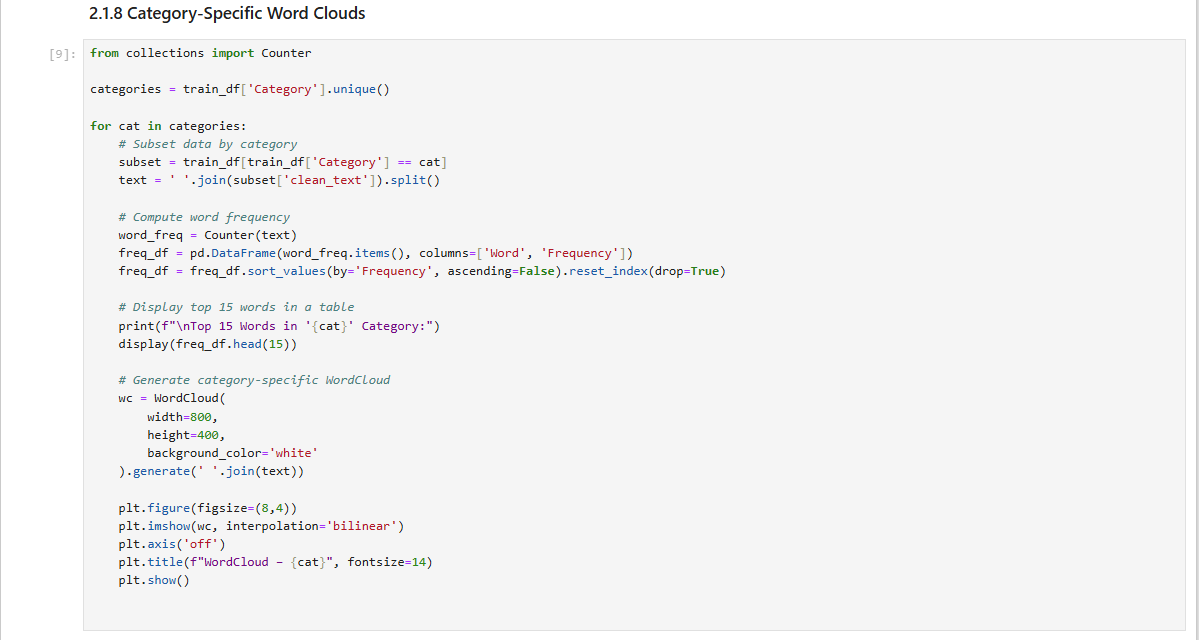 2.1.8 Category-Specific Word Clouds
[9]:
from collections import Counter
categories = train_df['Category'].unique()
for cat in categories:
# Subset data by category
subset = train_df[train_df['Category'] == cat]
text = ' '.join(subset['clean_text']).split()
# Compute word frequency
word_freq = Counter(text)
freq_df = pd.DataFrame(word_freq.items(), columns=['Word', 'Frequency'])
freq_df = freq_df.sort_values(by='Frequency', ascending=False).reset_index(drop=True)
# Display top 15 words in a table
print(f"\nTop 15 Words in '{cat}' Category:")
display(freq_df.head(15))
# Generate category-specific WordCloud
wc = WordCloud(
width=800,
height=400,
background_color='white'
).generate(' '.join(text))
plt.figure(figsize=(8,4))
plt.imshow(wc, interpolation='bilinear')
plt.axis('off')
plt.title(f"WordCloud – {cat}", fontsize=14)
plt.show()